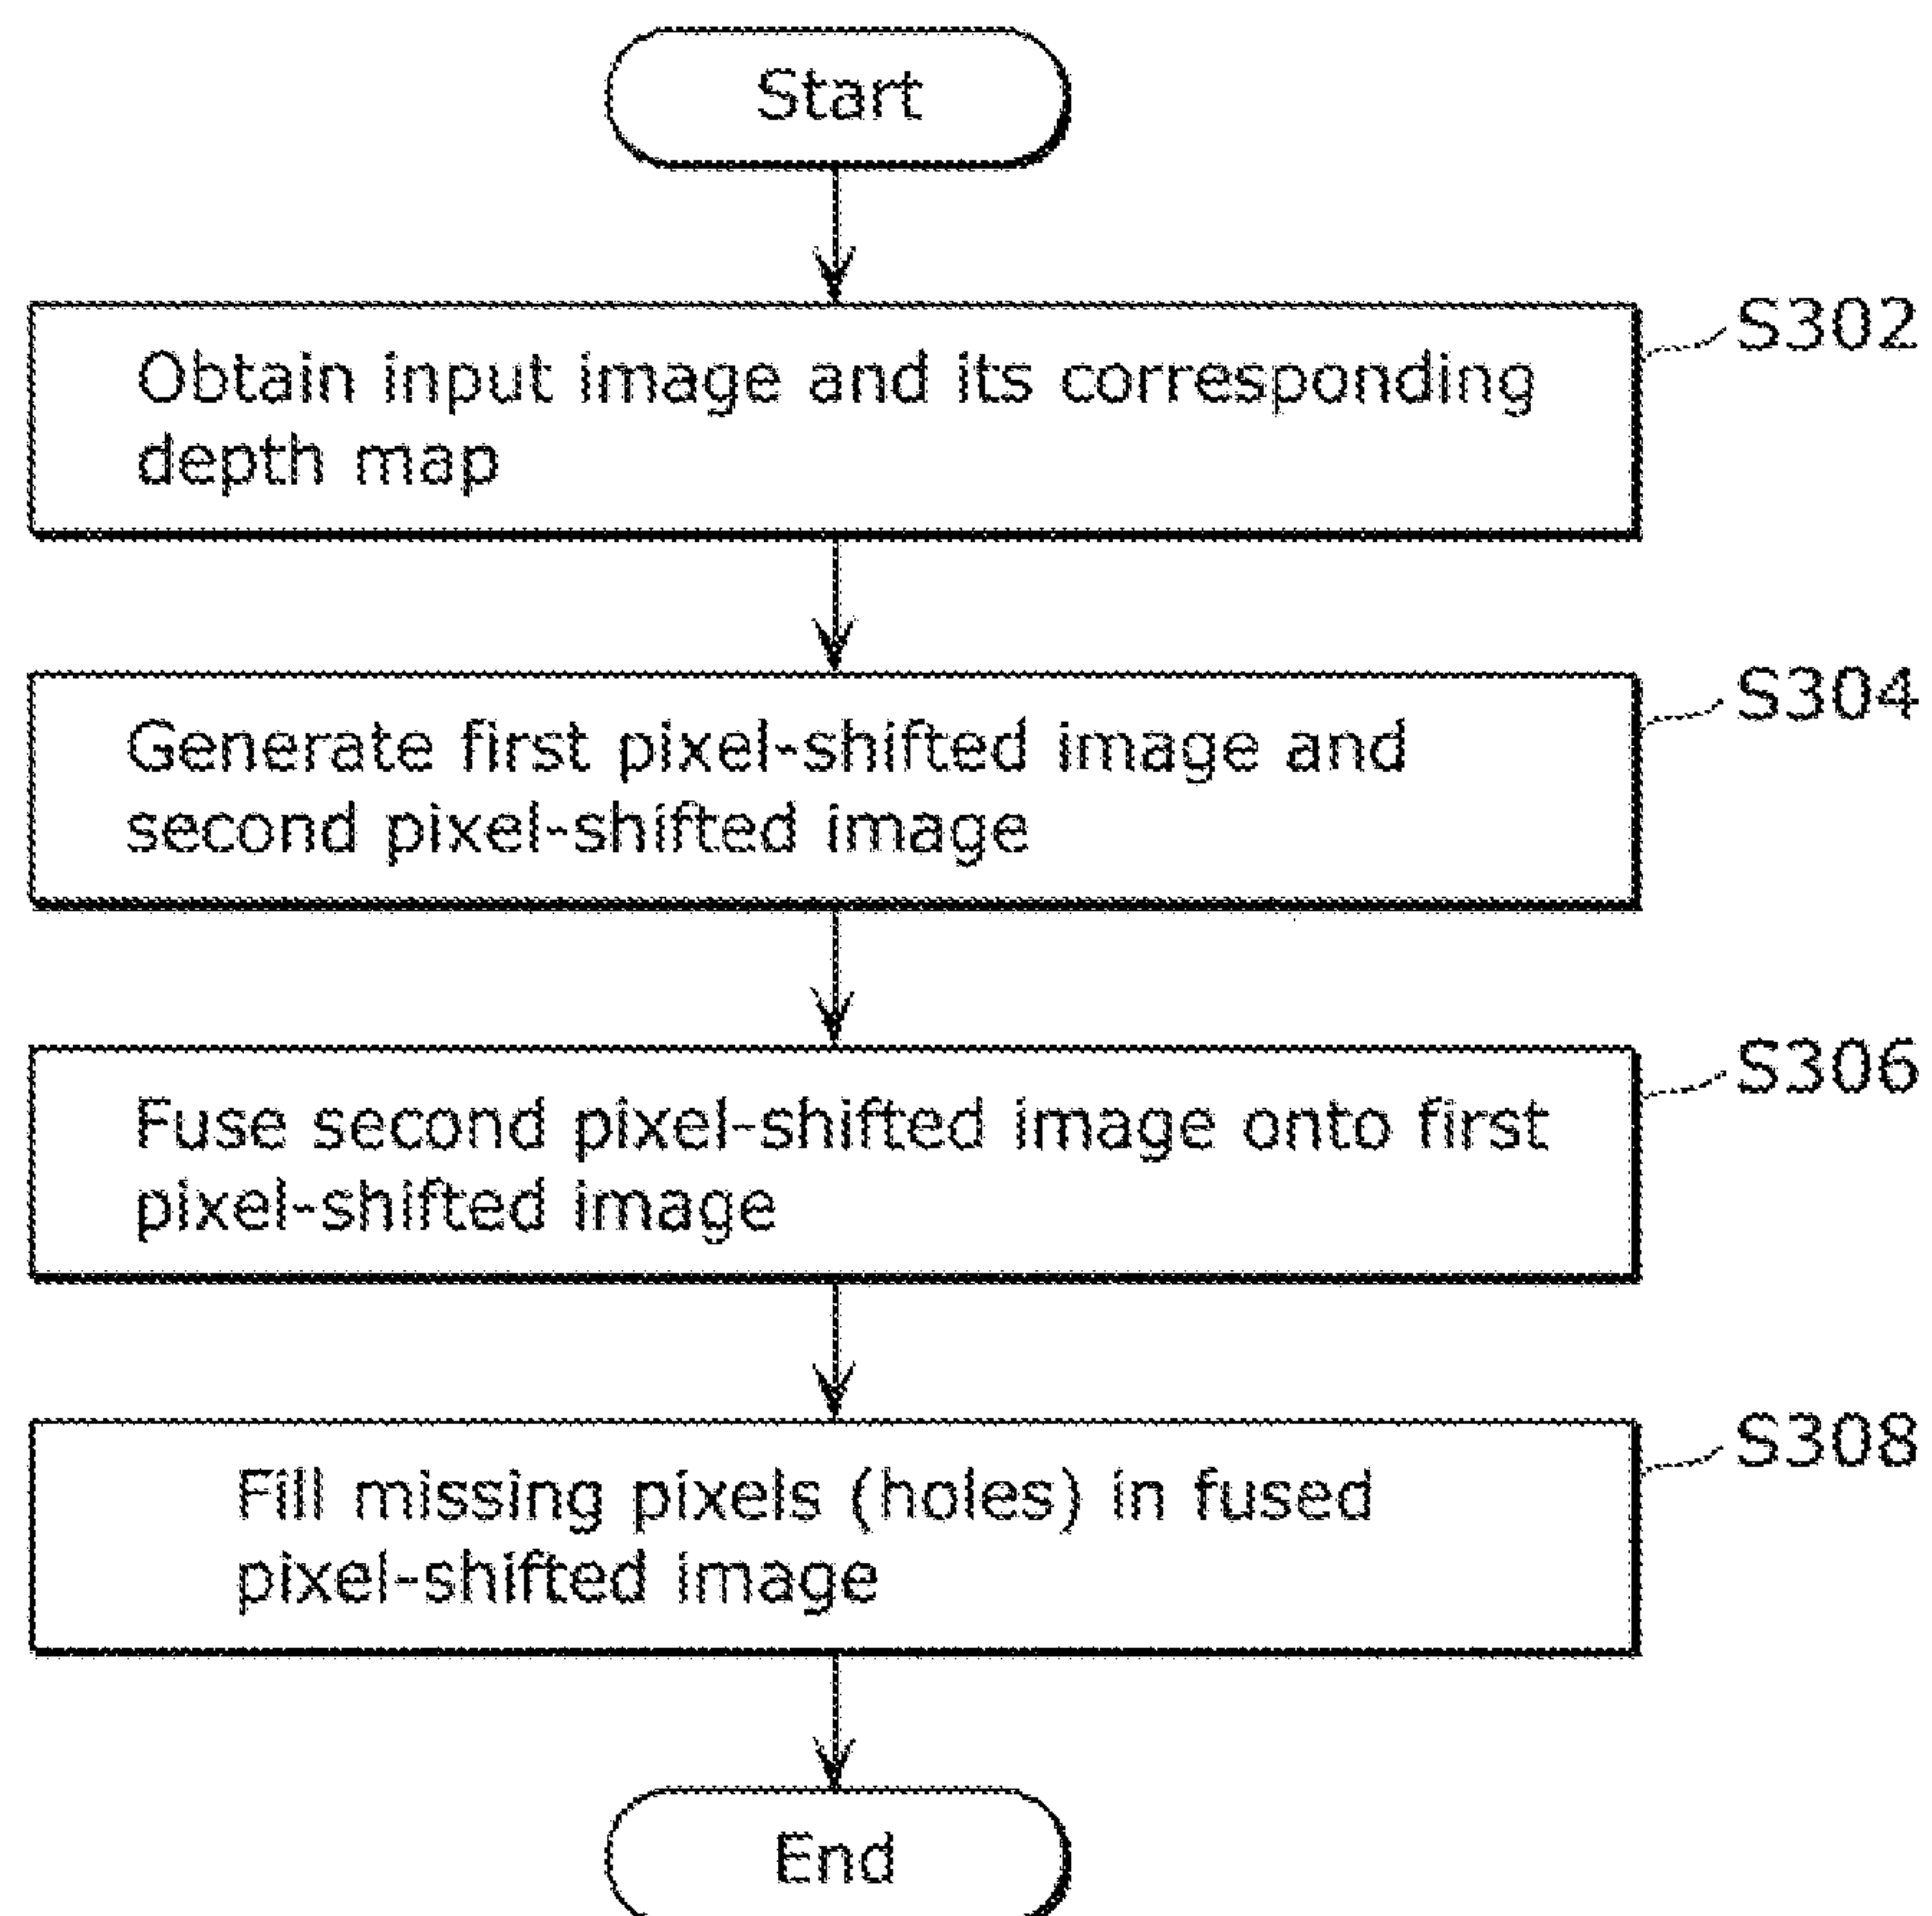 Start
S302
Obtain input image and its corresponding
depth map
S304
Generate first pixel-shifted image and
second pixel-shifted image
S306
Fuse second pixel-shifted image onto first
pixel-shifted image
S308
Fill missing pixels (holes) in fused
pixel-shifted image
End